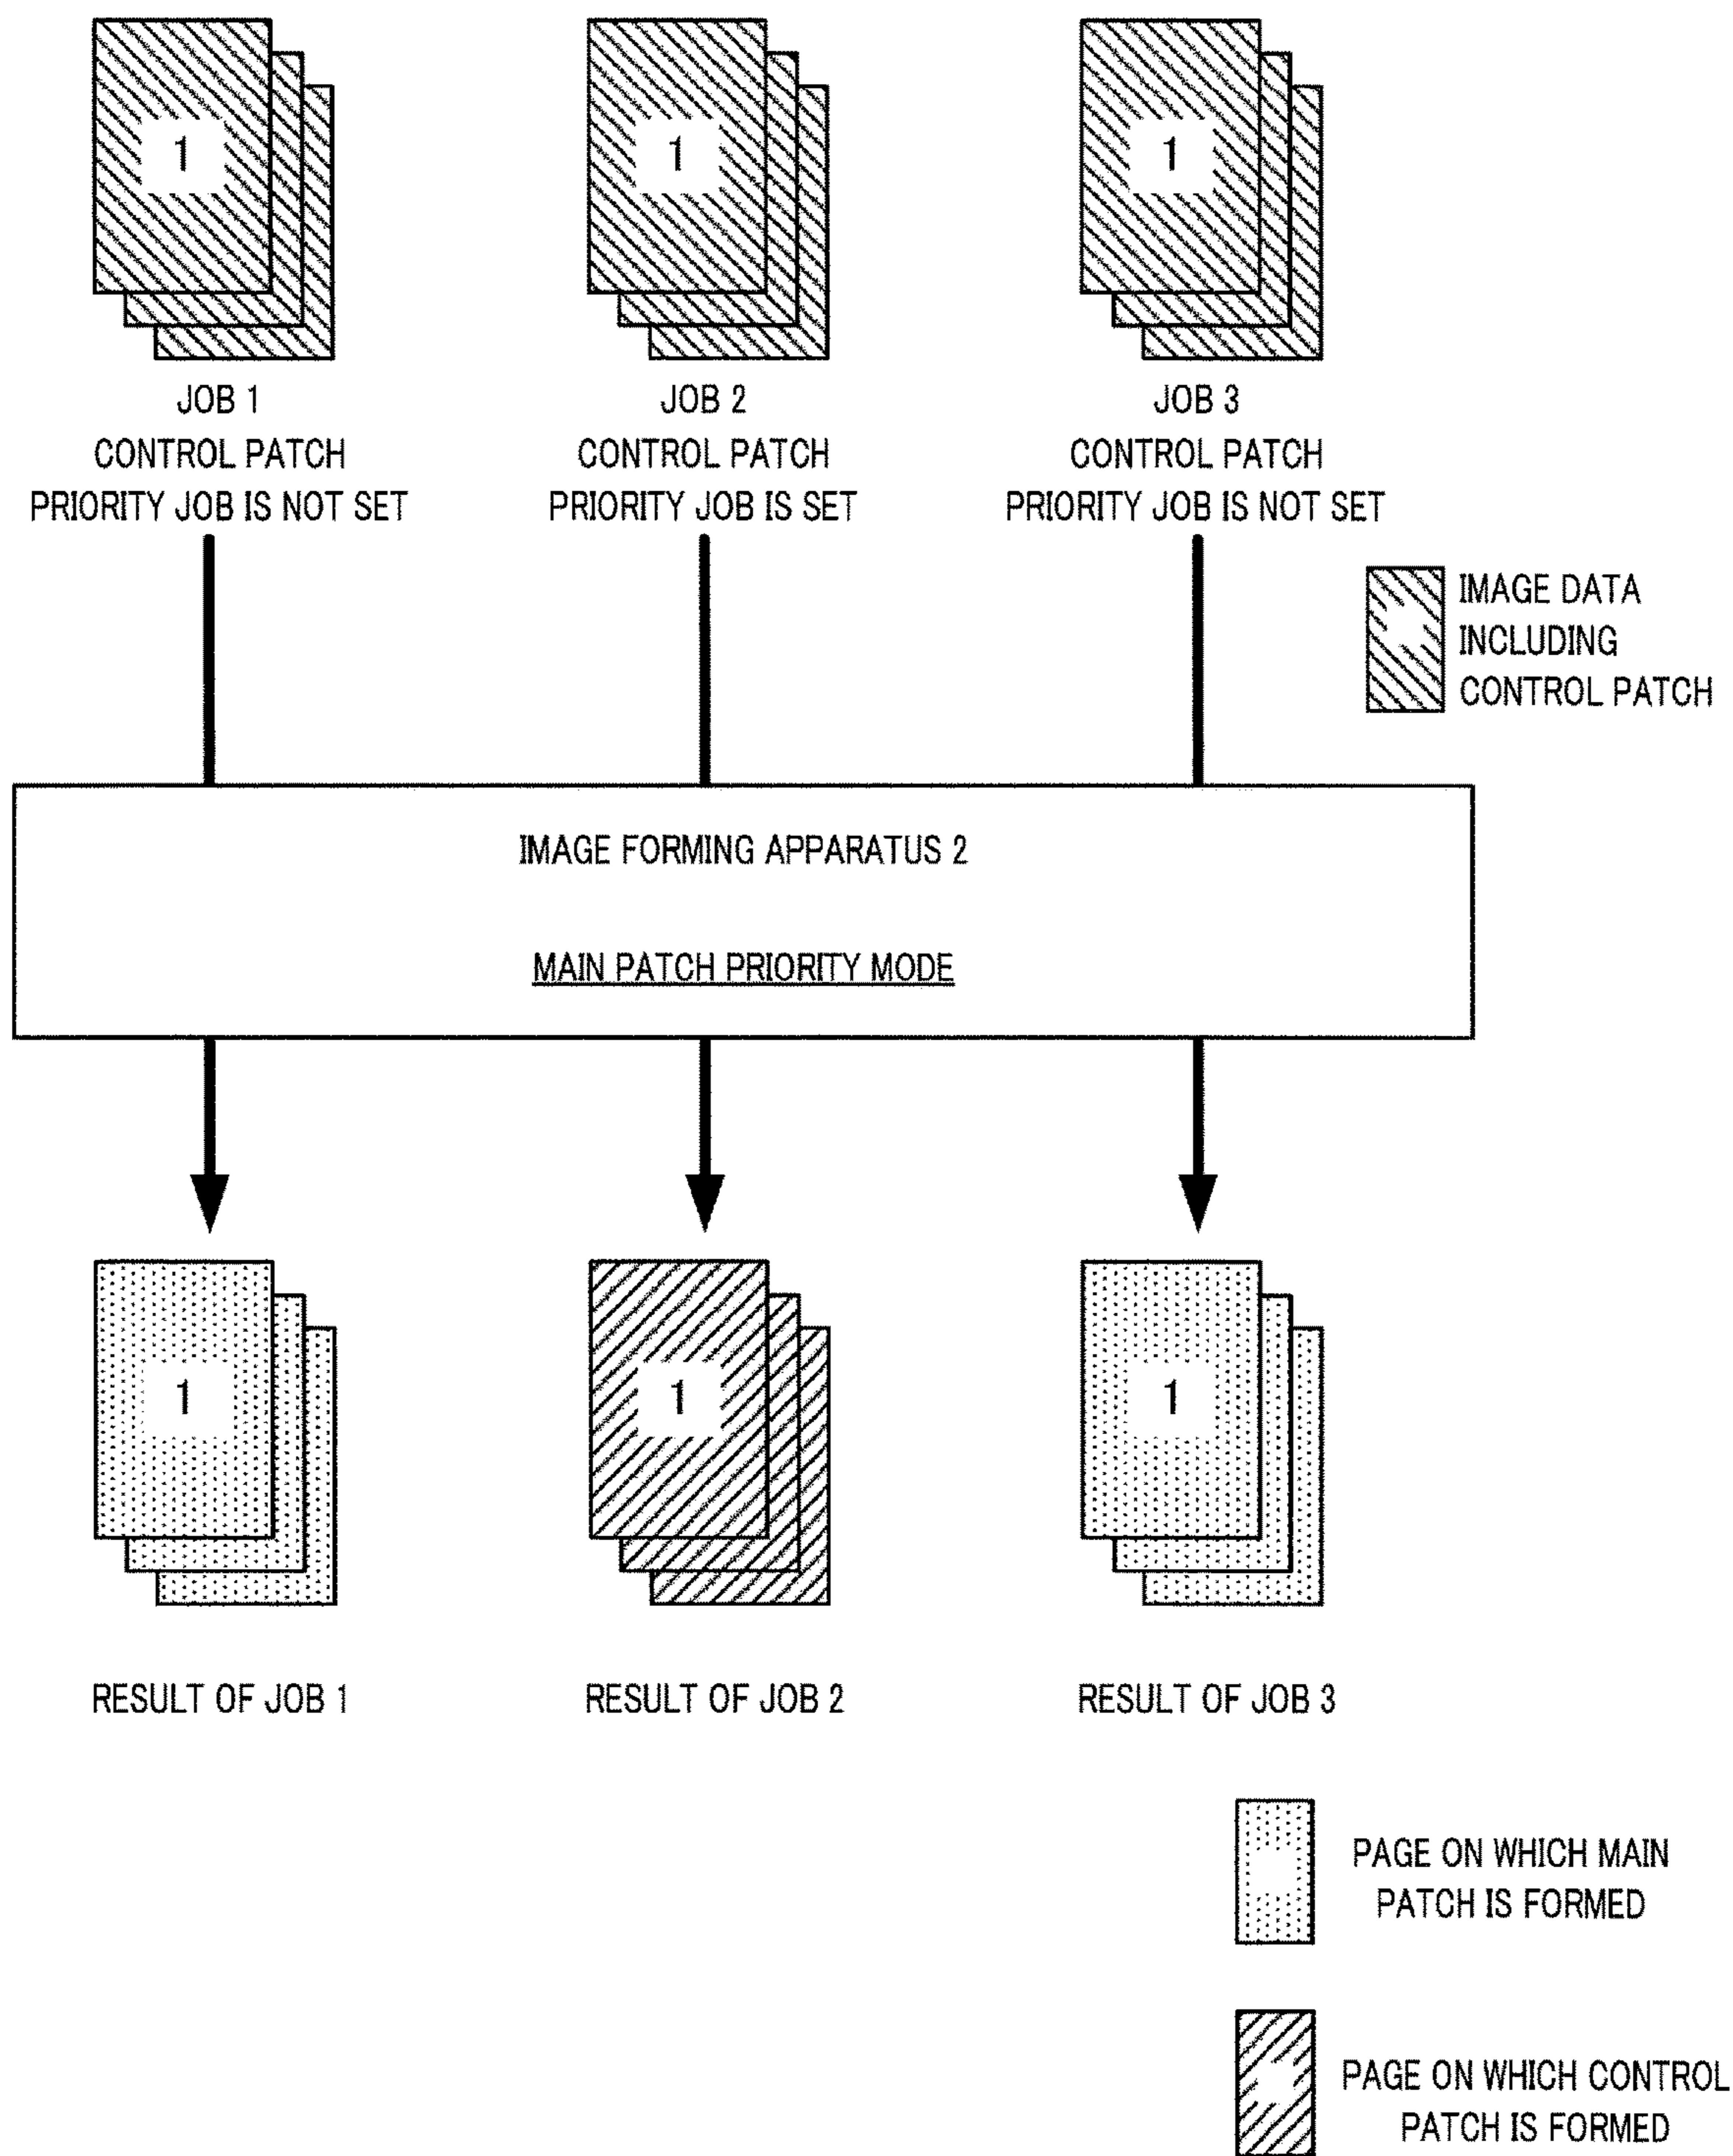 1
1
1
JOB 1
CONTROL PATCH
PRIORITY JOB IS NOT SET
JOB 2
CONTROL PATCH
PRIORITY JOB IS SET
JOB 3
CONTROL PATCH
PRIORITY JOB IS NOT SET
IMAGE DATA
INCLUDING
CONTROL PATCH
IMAGE FORMING APPARATUS 2
MAIN PATCH PRIORITY MODE
1
1
1
RESULT OF JOB 1
RESULT OF JOB 2
RESULT OF JOB 3
PAGE ON WHICH MAIN
PATCH IS FORMED
PAGE ON WHICH CONTROL
PATCH IS FORMED